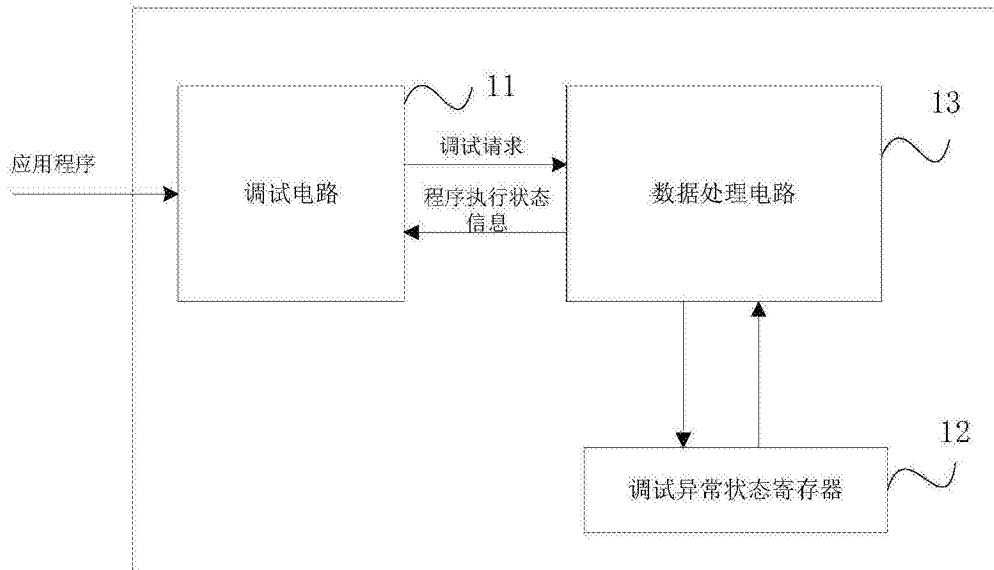 11
13
应用程序
调试请求
调试电路
程序执行状态
信息
数据处理电路
12
调试异常状态寄存器